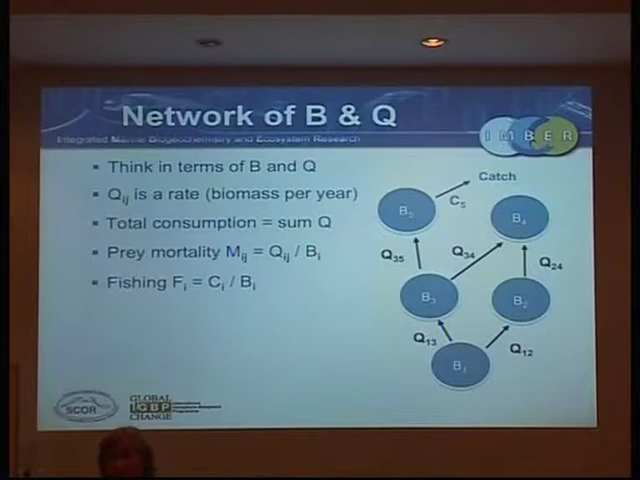 Network of B & Q
Integrated Marine Biogeochemistry and Ecosystem Research
I M B E R
▪ Think in terms of B and Q
▪ Qij is a rate (biomass per year)
▪ Total consumption = sum Q
▪ Prey mortality Mij = Qij / Bi
▪ Fishing Fi = Ci / Bi
Catch
B5
C5
B4
Q35
Q34
Q24
B3
B2
Q13
Q12
B1
SCOR
GLOBAL
IGBP
CHANGE